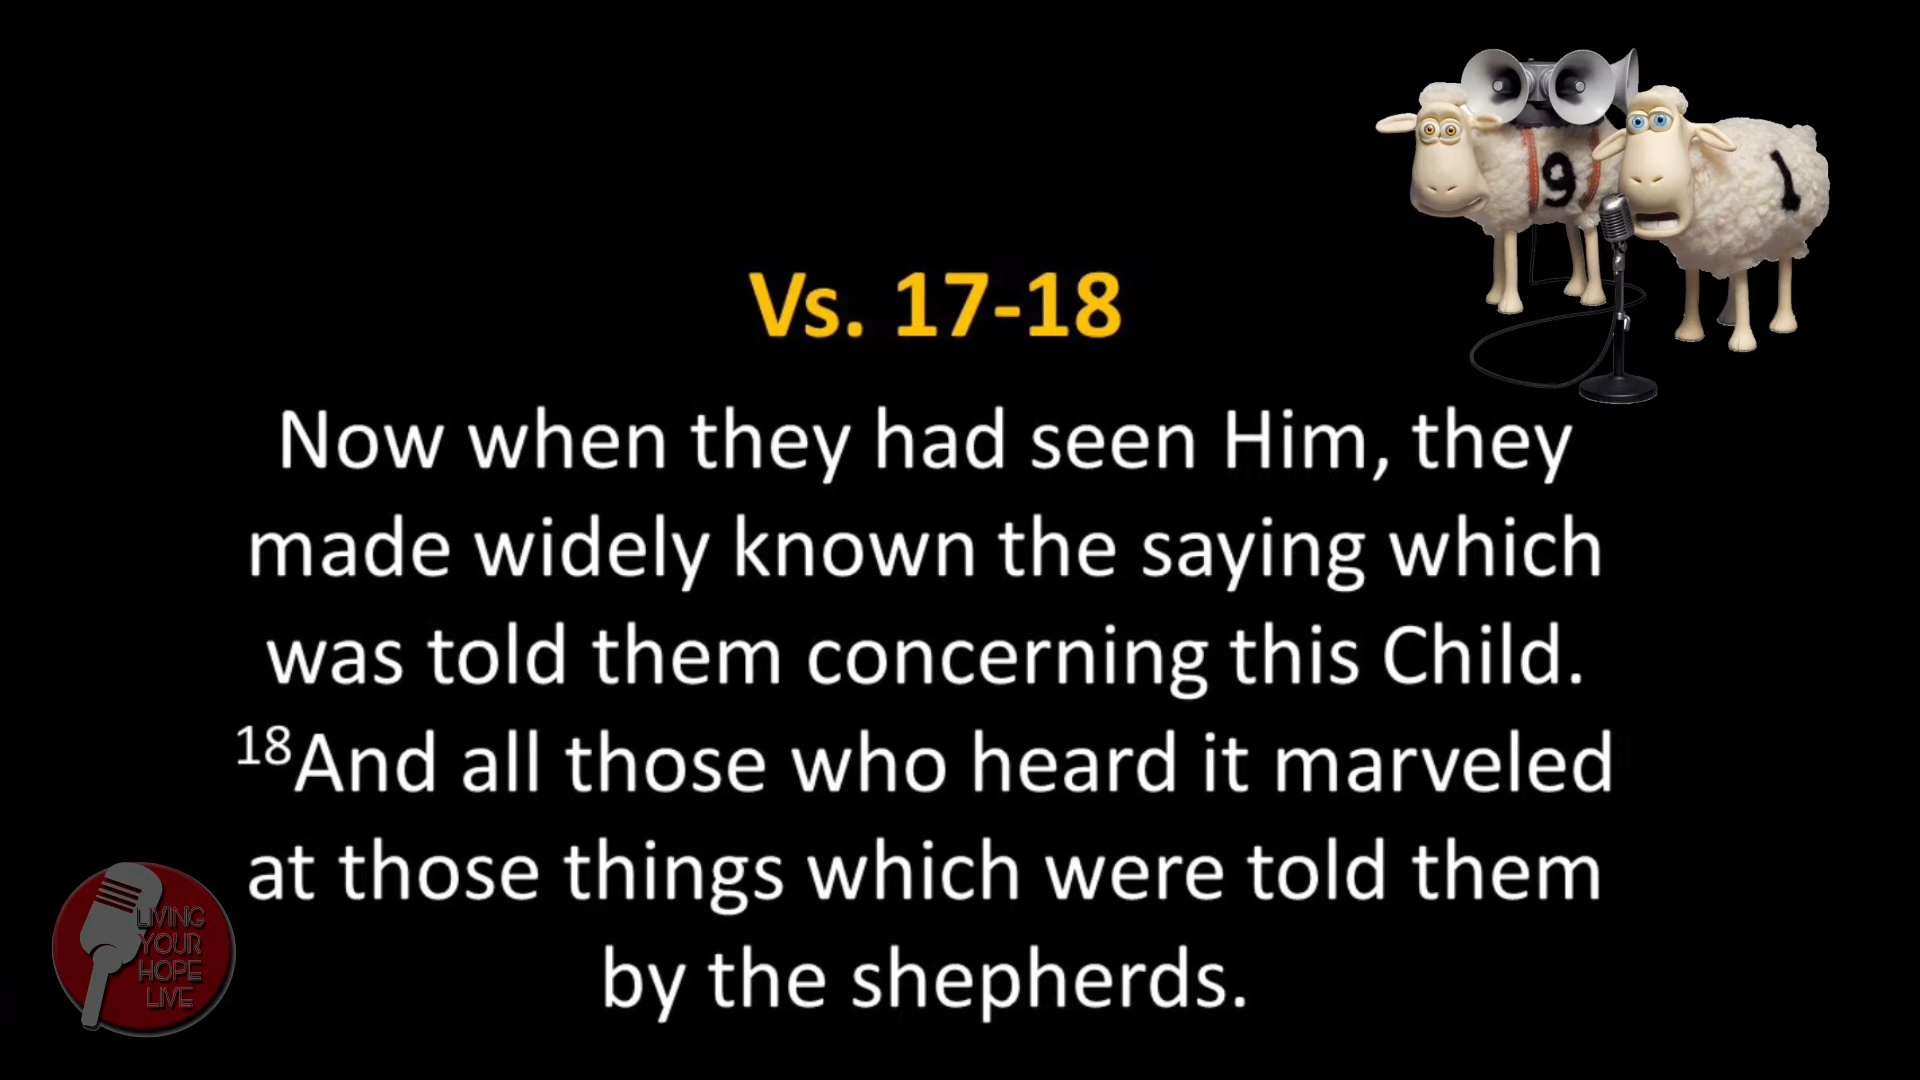 9
1
Vs. 17-18
Now when they had seen Him, they
made widely known the saying which
was told them concerning this Child.
18And all those who heard it marveled
at those things which were told them
by the shepherds.
LIVING
YOUR
HOPE
LIVE